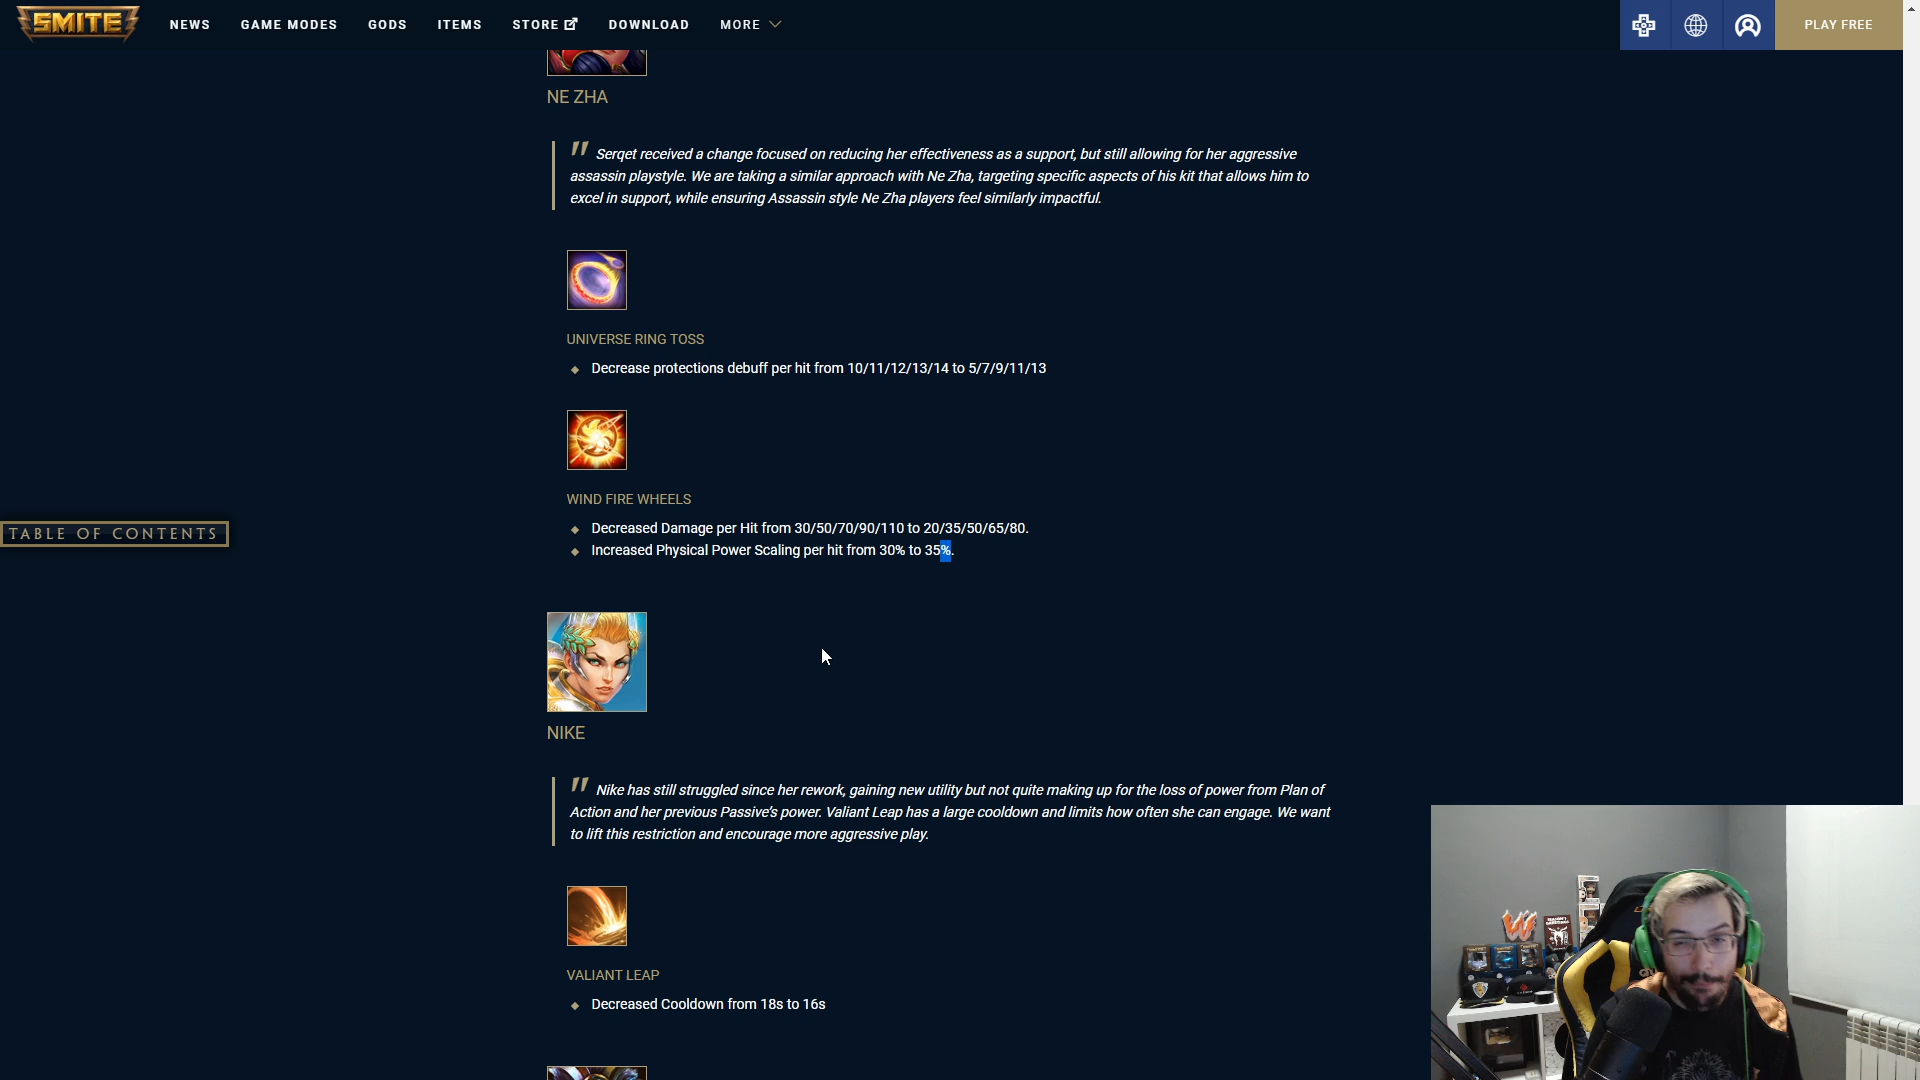 SMITE
NEWS
GAME MODES
GODS
ITEMS
STORE
DOWNLOAD
MORE
PLAY FREE
NE ZHA
" Serqet received a change focused on reducing her effectiveness as a support, but still allowing for her aggressive
assassin playstyle. We are taking a similar approach with Ne Zha, targeting specific aspects of his kit that allows him to
excel in support, while ensuring Assassin style Ne Zha players feel similarly impactful.
UNIVERSE RING TOSS
Decrease protections debuff per hit from 10/11/12/13/14 to 5/7/9/11/13
WIND FIRE WHEELS
Decreased Damage per Hit from 30/50/70/90/110 to 20/35/50/65/80.
Increased Physical Power Scaling per hit from 30% to 35%.
TABLE OF CONTENTS
NIKE
" Nike has still struggled since her rework, gaining new utility but not quite making up for the loss of power from Plan of
Action and her previous Passive's power. Valiant Leap has a large cooldown and limits how often she can engage. We want
to lift this restriction and encourage more aggressive play.
VALIANT LEAP
Decreased Cooldown from 18s to 16s